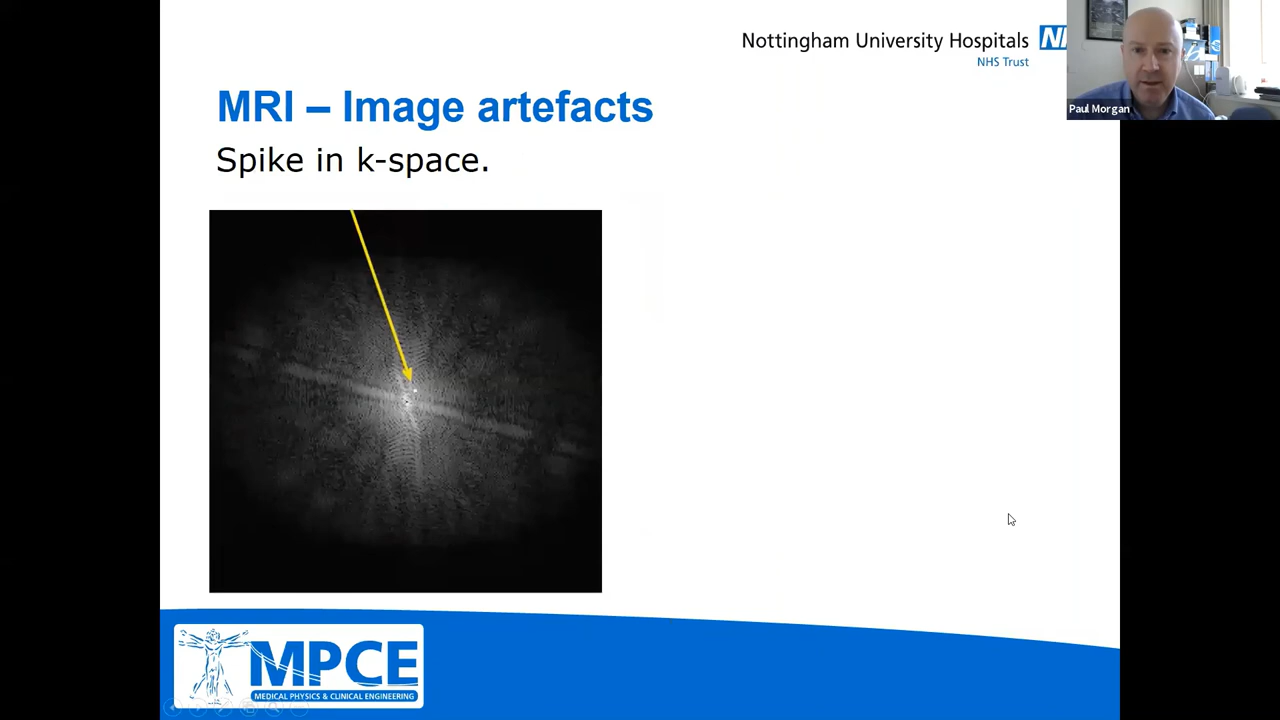 Nottingham University Hospitals
NHS Trust
Paul Morgan
MRI – Image artefacts
Spike in k-space.
MPCE
MEDICAL PHYSICS & CLINICAL ENGINEERING